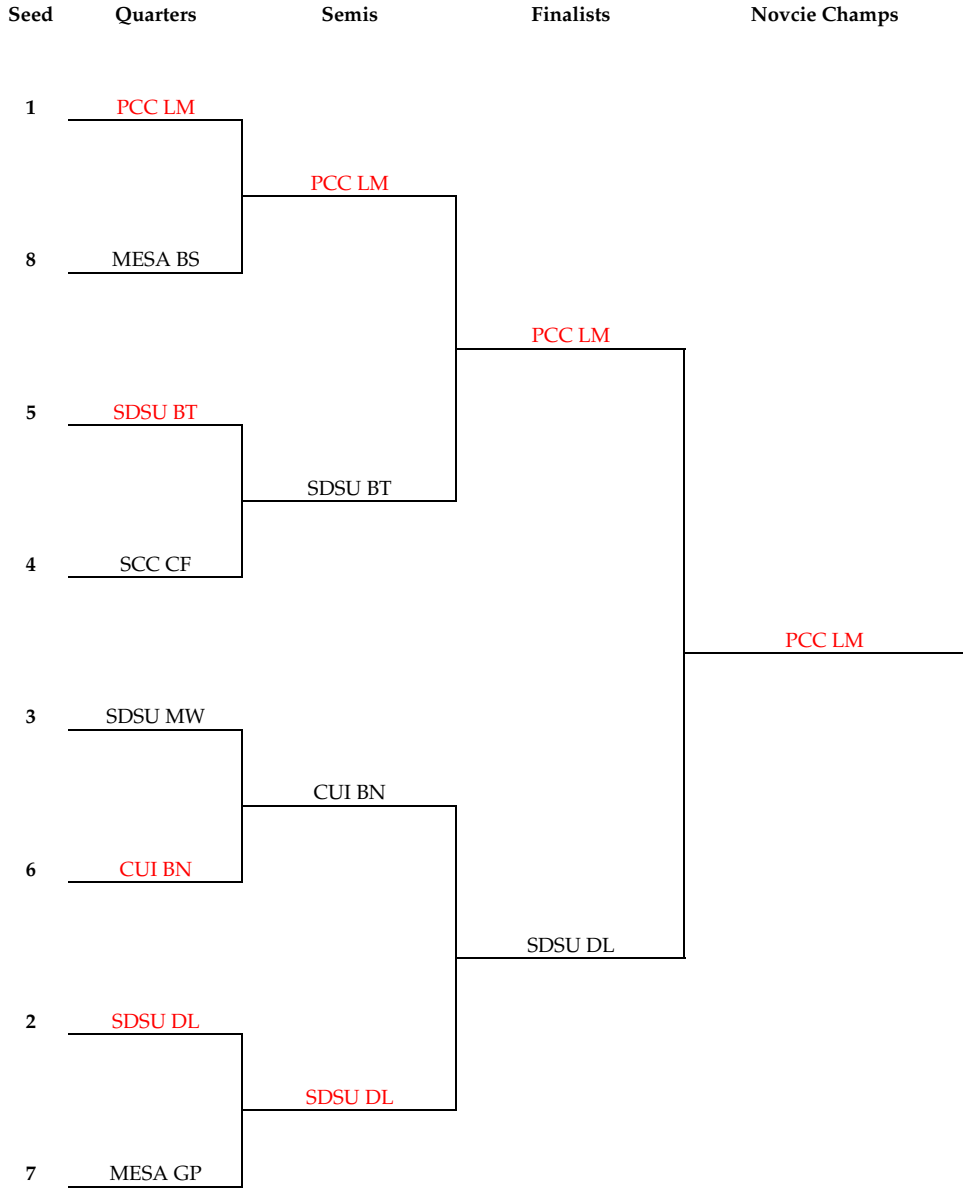 Seed Quarters Semis Finalists Novcie Champs
1 PCC LM
PCC LM
8 MESA BS
PCC LM
5 SDSU BT
SDSU BT
4 SCC CF
PCC LM
3 SDSU MW
CUI BN
6 CUI BN
SDSU DL
2 SDSU DL
SDSU DL
7 MESA GP